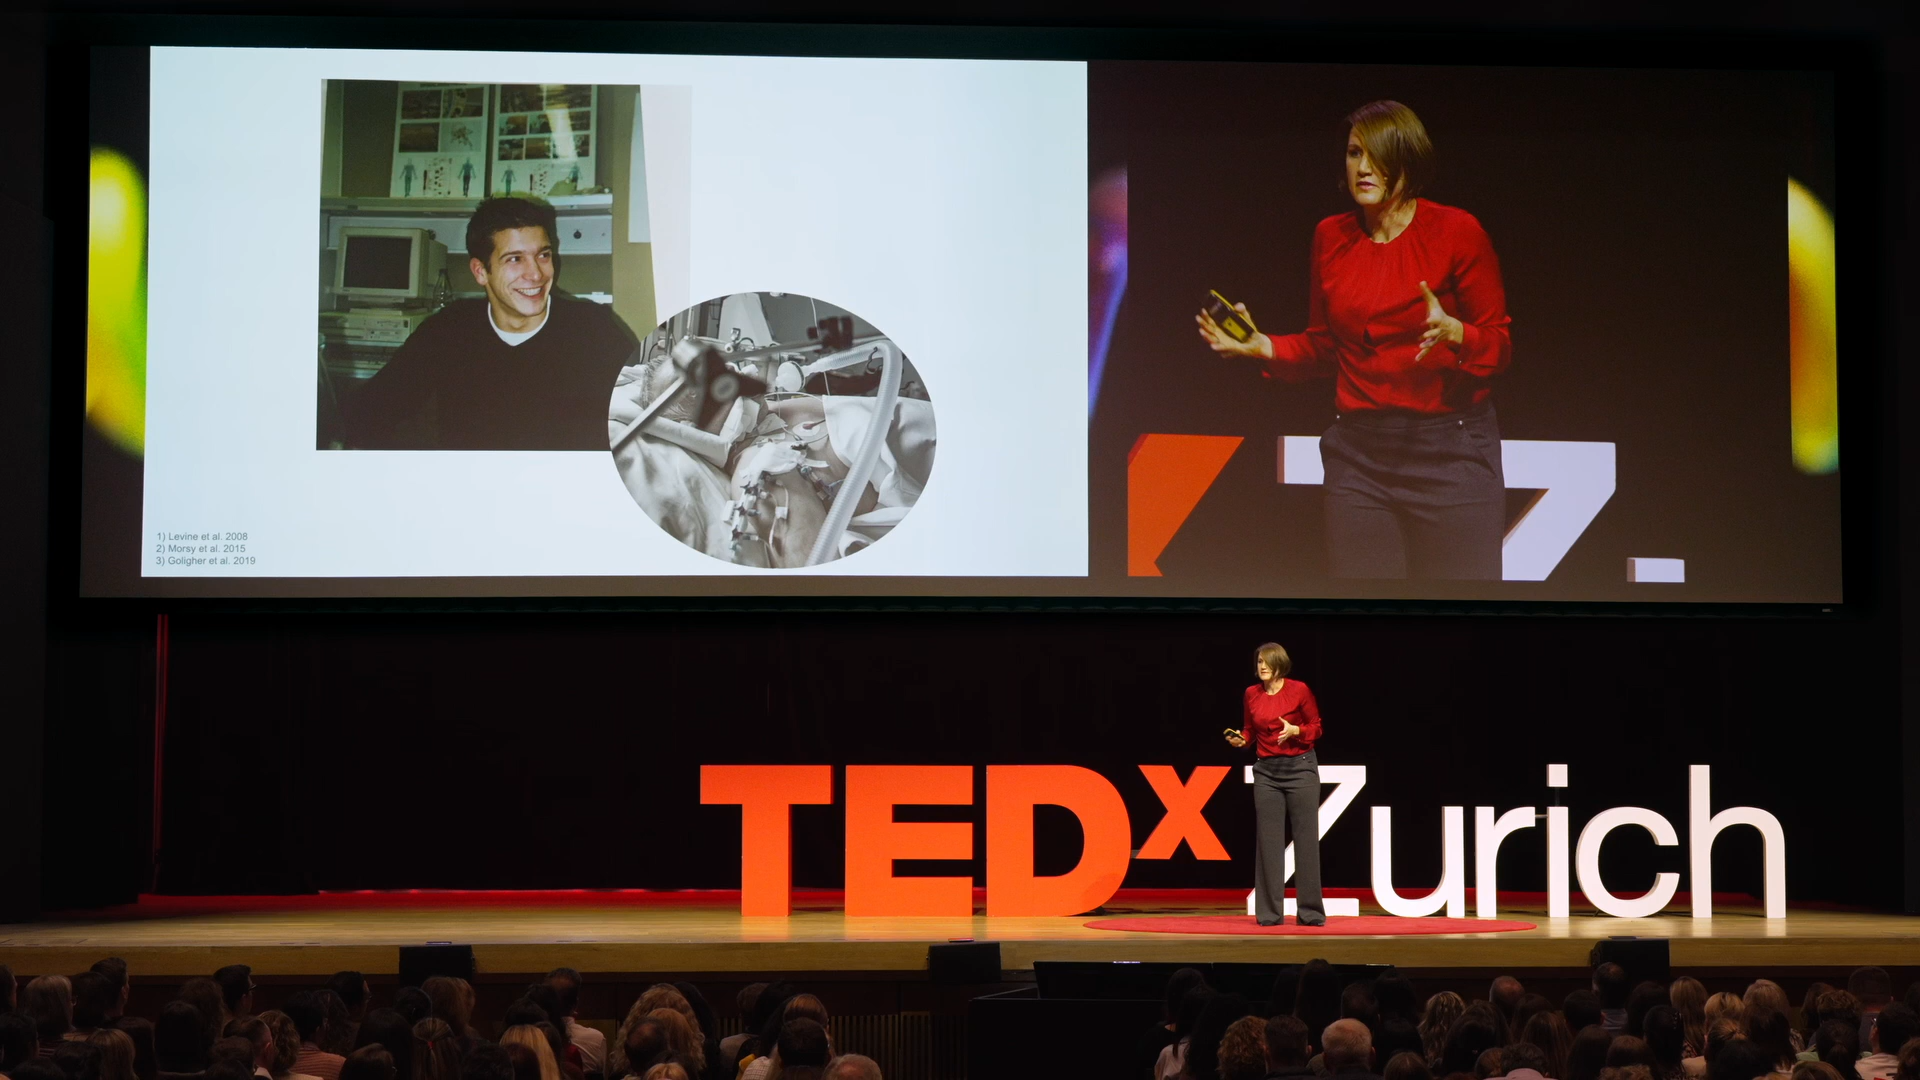 1) Levine et al. 2008
2) Morsy et al. 2015
3) Goligher et al. 2019
TEDx Zurich